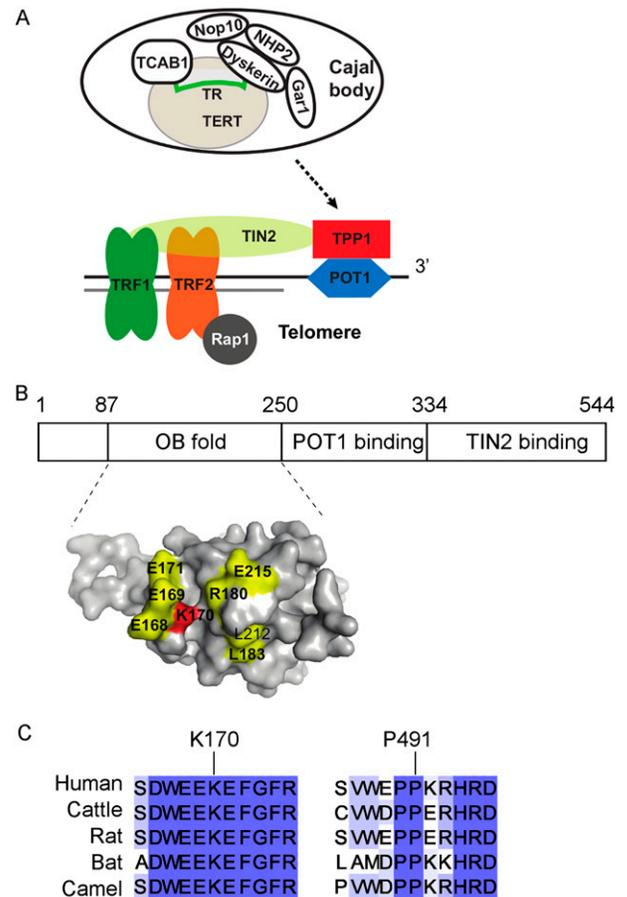 A
Nop10
NHP2
TCAB1
Dyskerin
Cajal
body
Gar1
TR
TERT
TIN2
TPP1
3’
TRF1
TRF2
POT1
Rap1
Telomere
B
1 87 250 334 544
OB fold POT1 binding TIN2 binding
E171
E215
E169
R180
K170
E168
L212
L183
C
K170 P491
Human SDWEEKEFGFR SVWEPPKRHRD
Cattle SDWEEKEFGFR CVWDPPERHRD
Rat SDWEEKEFGFR SVWEPPERHRD
Bat ADWEEKEFGFR LAMDPPKKHRD
Camel SDWEEKEFGFR PVWDPPKRHRD